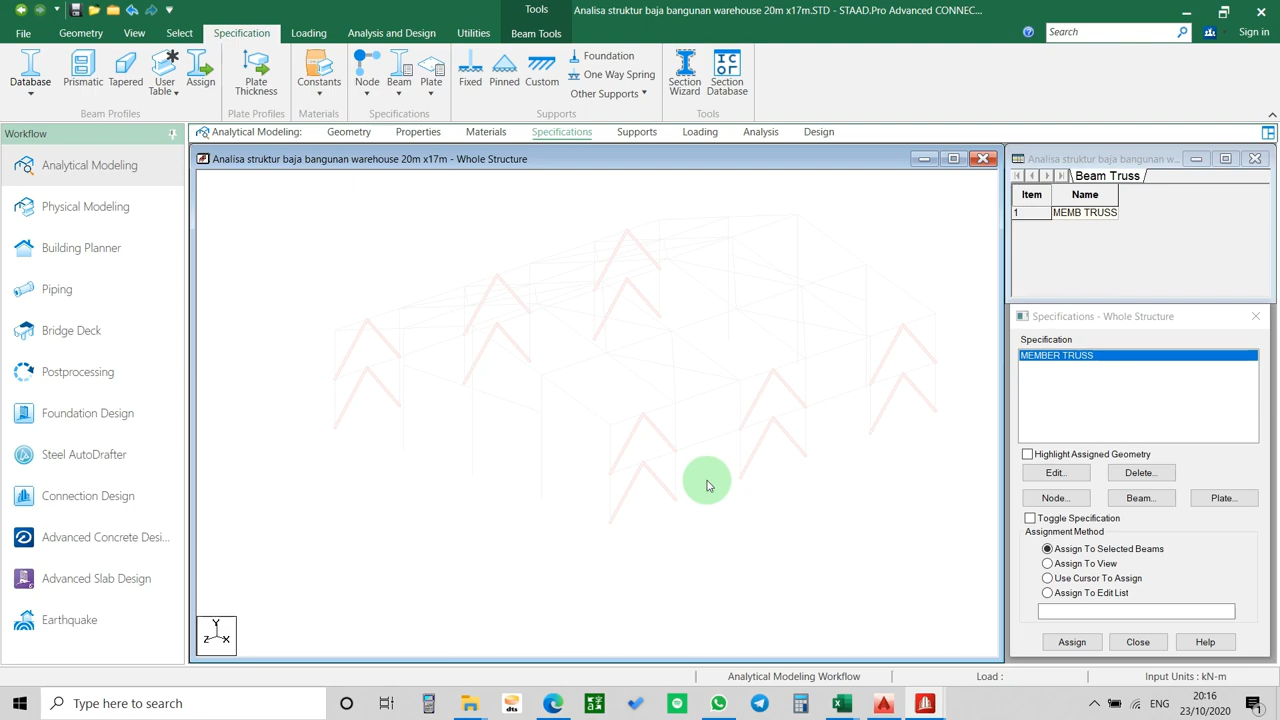 Tools
Analisa struktur baja bangunan warehouse 20m x17m.STD - STAAD.Pro Advanced CONNEC...
File
Geometry
View
Select
Specification
Loading
Analysis and Design
Utilities
Beam Tools
Search
Sign in
Database
Prismatic
Tapered
User Table
Assign
Plate Thickness
Constants
Node
Beam
Plate
Fixed
Pinned
Custom
Foundation
One Way Spring
Other Supports
Section Wizard
Section Database
Beam Profiles
Plate Profiles
Materials
Specifications
Supports
Tools
Workflow
Analytical Modeling:
Geometry
Properties
Materials
Specifications
Supports
Loading
Analysis
Design
Analytical Modeling
Physical Modeling
Building Planner
Piping
Bridge Deck
Postprocessing
Foundation Design
Steel AutoDrafter
Connection Design
Advanced Concrete Desi...
Advanced Slab Design
Earthquake
Analisa struktur baja bangunan warehouse 20m x17m - Whole Structure
Y
Z X
Analisa struktur baja bangunan w...
Beam Truss
Item Name
1 MEMB TRUSS
Specifications - Whole Structure
Specification
MEMBER TRUSS
Highlight Assigned Geometry
Edit... Delete...
Node... Beam... Plate...
Toggle Specification
Assignment Method
Assign To Selected Beams
Assign To View
Use Cursor To Assign
Assign To Edit List
Assign Close Help
Analytical Modeling Workflow
Load :
Input Units : kN-m
Type here to search
dts
ENG
20:16
23/10/2020
1